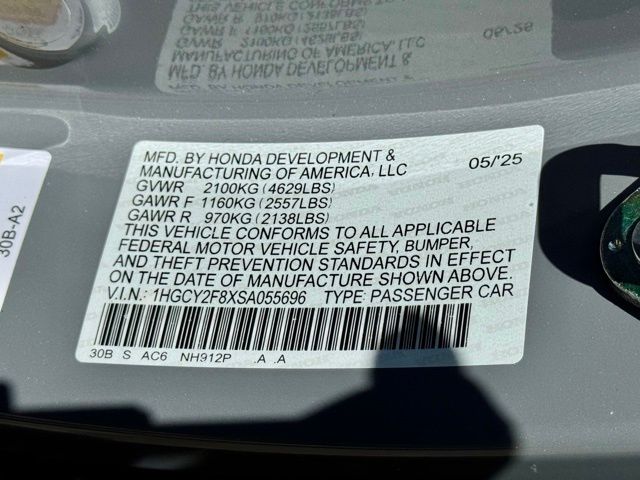 MFD. BY HONDA DEVELOPMENT &
MANUFACTURING OF AMERICA, LLC 05/'25
GVWR 2100KG (4629LBS)
GAWR F 1160KG (2557LBS)
GAWR R 970KG (2138LBS)
THIS VEHICLE CONFORMS TO ALL APPLICABLE
FEDERAL MOTOR VEHICLE SAFETY, BUMPER,
AND THEFT PREVENTION STANDARDS IN EFFECT
ON THE DATE OF MANUFACTURE SHOWN ABOVE.
V.I.N.: 1HGCY2F8XSA055696 TYPE: PASSENGER CAR
30B S AC6 NH912P .A .A
30B-A2